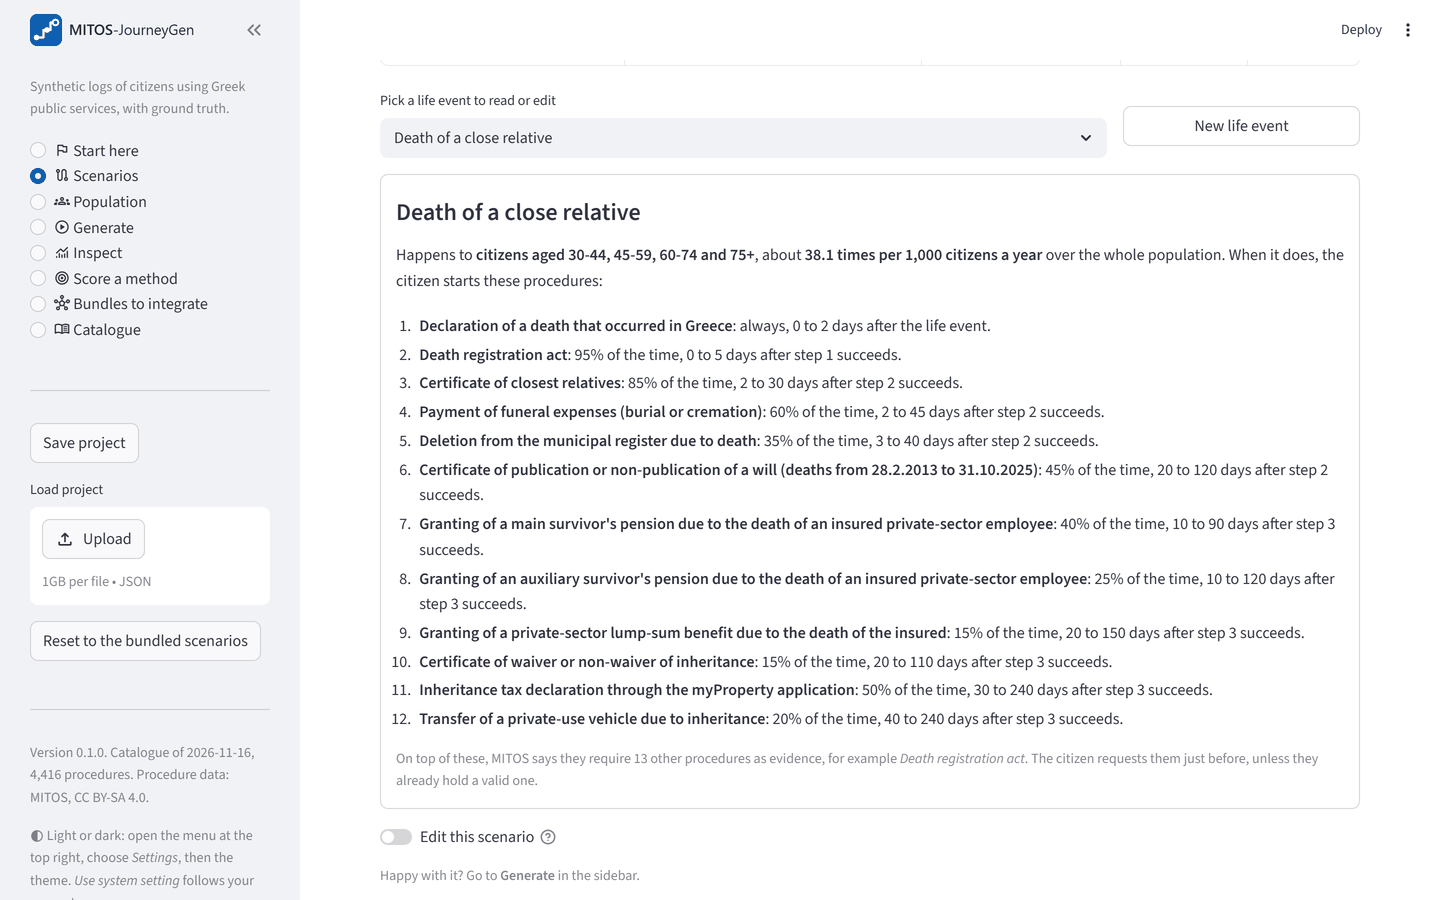 MITOS-JourneyGen
Synthetic logs of citizens using Greek
public services, with ground truth.
Start here
Scenarios
Population
Generate
Inspect
Score a method
Bundles to integrate
Catalogue
Save project
Load project
Upload
1GB per file • JSON
Reset to the bundled scenarios
Version 0.1.0. Catalogue of 2026-11-16,
4,416 procedures. Procedure data:
MITOS, CC BY-SA 4.0.
Light or dark: open the menu at the
top right, choose Settings, then the
theme. Use system setting follows your
Deploy
Pick a life event to read or edit
Death of a close relative
New life event
Death of a close relative
Happens to citizens aged 30-44, 45-59, 60-74 and 75+, about 38.1 times per 1,000 citizens a year over the whole population. When it does, the
citizen starts these procedures:
1. Declaration of a death that occurred in Greece: always, 0 to 2 days after the life event.
2. Death registration act: 95% of the time, 0 to 5 days after step 1 succeeds.
3. Certificate of closest relatives: 85% of the time, 2 to 30 days after step 2 succeeds.
4. Payment of funeral expenses (burial or cremation): 60% of the time, 2 to 45 days after step 2 succeeds.
5. Deletion from the municipal register due to death: 35% of the time, 3 to 40 days after step 2 succeeds.
6. Certificate of publication or non-publication of a will (deaths from 28.2.2013 to 31.10.2025): 45% of the time, 20 to 120 days after step 2
succeeds.
7. Granting of a main survivor's pension due to the death of an insured private-sector employee: 40% of the time, 10 to 90 days after step 3
succeeds.
8. Granting of an auxiliary survivor's pension due to the death of an insured private-sector employee: 25% of the time, 10 to 120 days after
step 3 succeeds.
9. Granting of a private-sector lump-sum benefit due to the death of the insured: 15% of the time, 20 to 150 days after step 3 succeeds.
10. Certificate of waiver or non-waiver of inheritance: 15% of the time, 20 to 110 days after step 3 succeeds.
11. Inheritance tax declaration through the myProperty application: 50% of the time, 30 to 240 days after step 3 succeeds.
12. Transfer of a private-use vehicle due to inheritance: 20% of the time, 40 to 240 days after step 3 succeeds.
On top of these, MITOS says they require 13 other procedures as evidence, for example Death registration act. The citizen requests them just before, unless they
already hold a valid one.
Edit this scenario
Happy with it? Go to Generate in the sidebar.